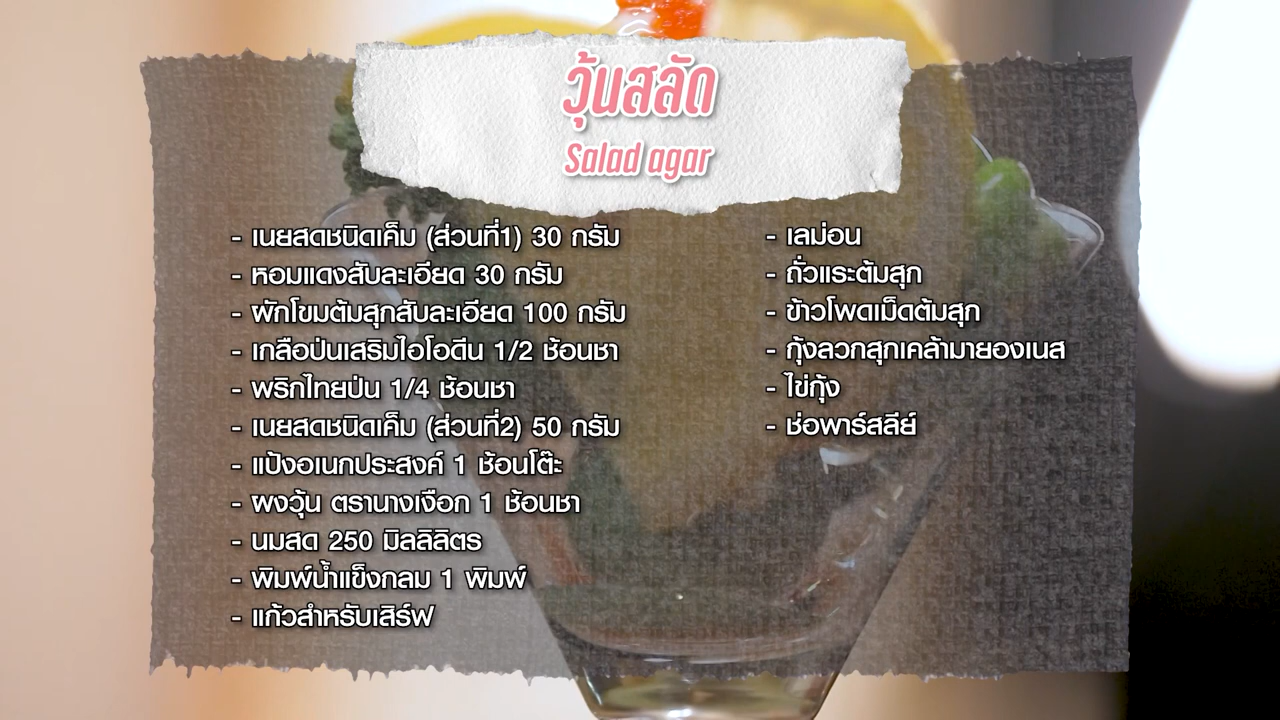 วุ้นสลัด
Salad agar
- เนยสดชนิดเค็ม (ส่วนที่1) 30 กรัม
- หอมแดงสับละเอียด 30 กรัม
- ผักโขมต้มสุกสับละเอียด 100 กรัม
- เกลือป่นเสริมไอโอดีน 1/2 ช้อนชา
- พริกไทยป่น 1/4 ช้อนชา
- เนยสดชนิดเค็ม (ส่วนที่2) 50 กรัม
- แป้งอเนกประสงค์ 1 ช้อนโต๊ะ
- ผงวุ้น ตรานางเงือก 1 ช้อนชา
- นมสด 250 มิลลิลิตร
- พิมพ์น้ำแข็งกลม 1 พิมพ์
- แก้วสำหรับเสิร์ฟ
- เลม่อน
- ถั่วแระต้มสุก
- ข้าวโพดเม็ดต้มสุก
- กุ้งลวกสุกเคล้ามายองเนส
- ไข่กุ้ง
- ช่อพาร์สลีย์